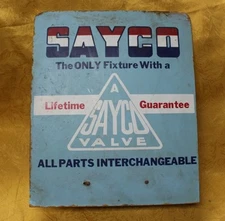 SAYCO
The ONLY Fixture With a
Lifetime Guarantee
A
SAYCO
VALVE
ALL PARTS INTERCHANGEABLE